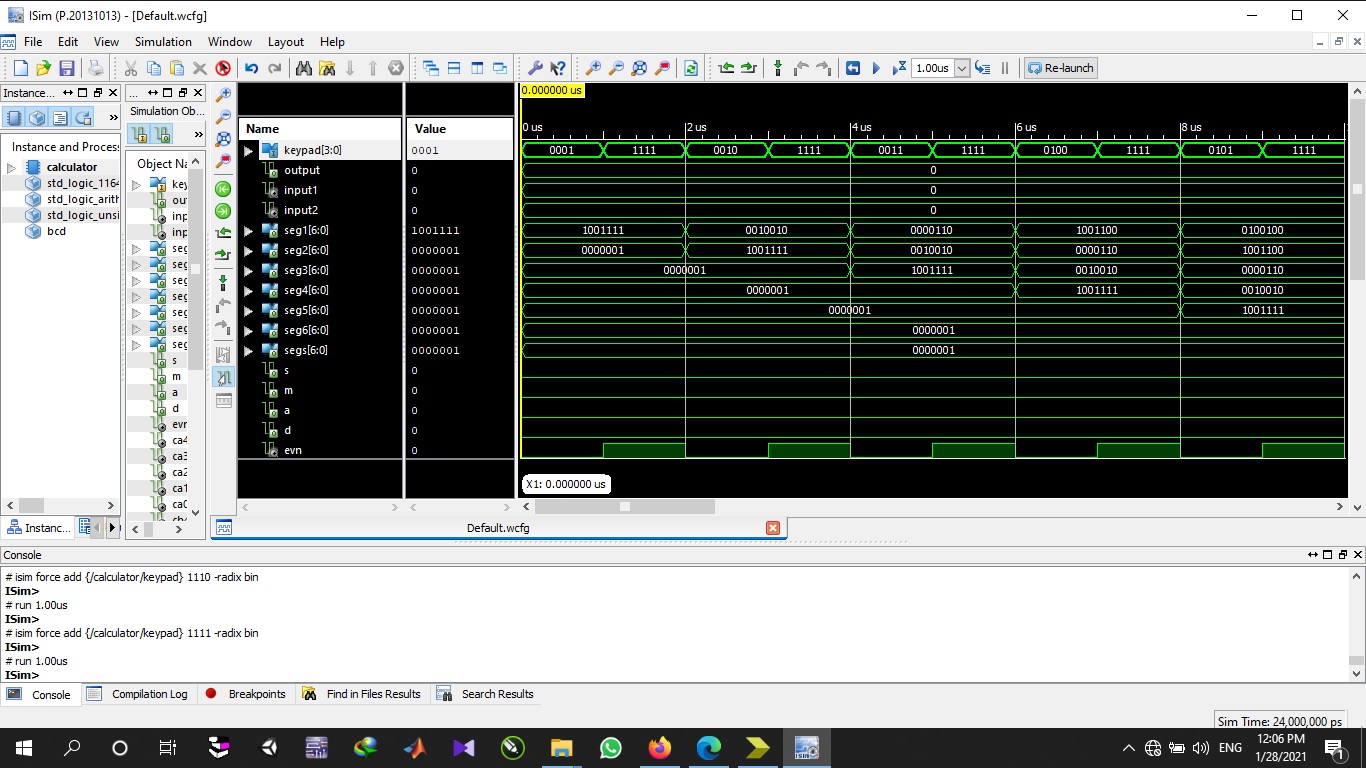 ISim (P.20131013) - [Default.wcfg]
File Edit View Simulation Window Layout Help
1.00us Re-launch
Instance...
Instance and Process
calculator
std_logic_1164
std_logic_arith
std_logic_unsi
bcd
Instanc...
...
Simulation Ob...
Object Na
key
ou
inp
inp
seg
seg
seg
seg
seg
seg
seg
s
m
a
d
evn
ca4
ca3
ca2
ca1
ca0
Name Value
keypad[3:0] 0001
output 0
input1 0
input2 0
seg1[6:0] 1001111
seg2[6:0] 0000001
seg3[6:0] 0000001
seg4[6:0] 0000001
seg5[6:0] 0000001
seg6[6:0] 0000001
segs[6:0] 0000001
s 0
m 0
a 0
d 0
evn 0
0.000000 us
0 us 2 us 4 us 6 us 8 us
0001 1111 0010 1111 0011 1111 0100 1111 0101 1111
0
0
0
1001111 0010010 0000110 1001100 0100100
0000001 1001111 0010010 0000110 1001100
0000001 1001111 0010010 0000110
0000001 1001111 0010010
0000001 1001111
0000001
0000001
X1: 0.000000 us
Default.wcfg
Console
# isim force add {/calculator/keypad} 1110 -radix bin
ISim>
# run 1.00us
ISim>
# isim force add {/calculator/keypad} 1111 -radix bin
ISim>
# run 1.00us
ISim>
Console Compilation Log Breakpoints Find in Files Results Search Results
Sim Time: 24,000,000 ps
ENG
12:06 PM
1/28/2021
1